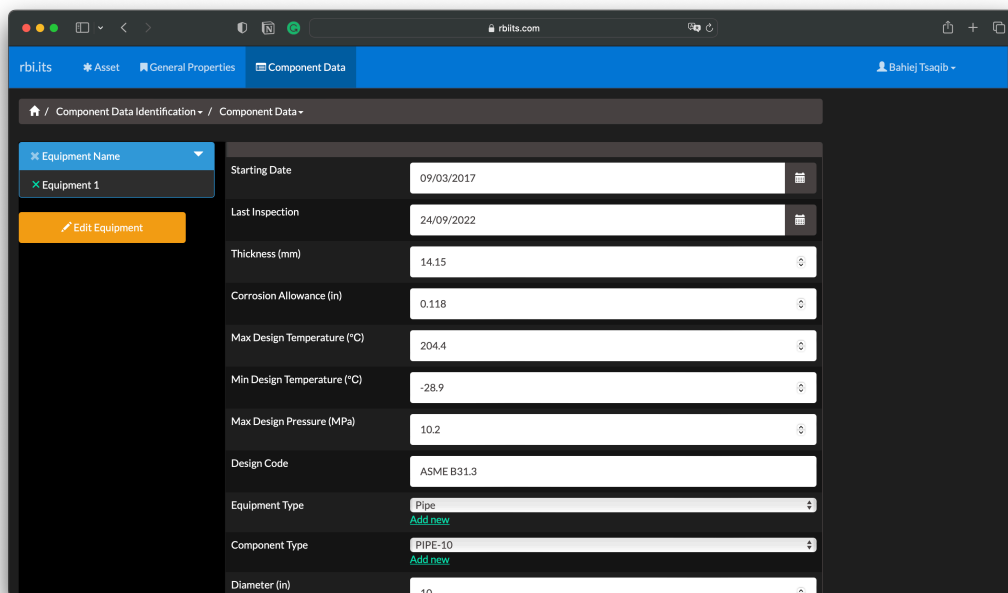 rbiits.com
rbi.its Asset General Properties Component Data Bahiej Tsaqib
/ Component Data Identification / Component Data
Equipment Name
Equipment 1
Edit Equipment
Starting Date 09/03/2017
Last Inspection 24/09/2022
Thickness (mm) 14.15
Corrosion Allowance (in) 0.118
Max Design Temperature (°C) 204.4
Min Design Temperature (°C) -28.9
Max Design Pressure (MPa) 10.2
Design Code ASME B31.3
Equipment Type Pipe
Add new
Component Type PIPE-10
Add new
Diameter (in) 10